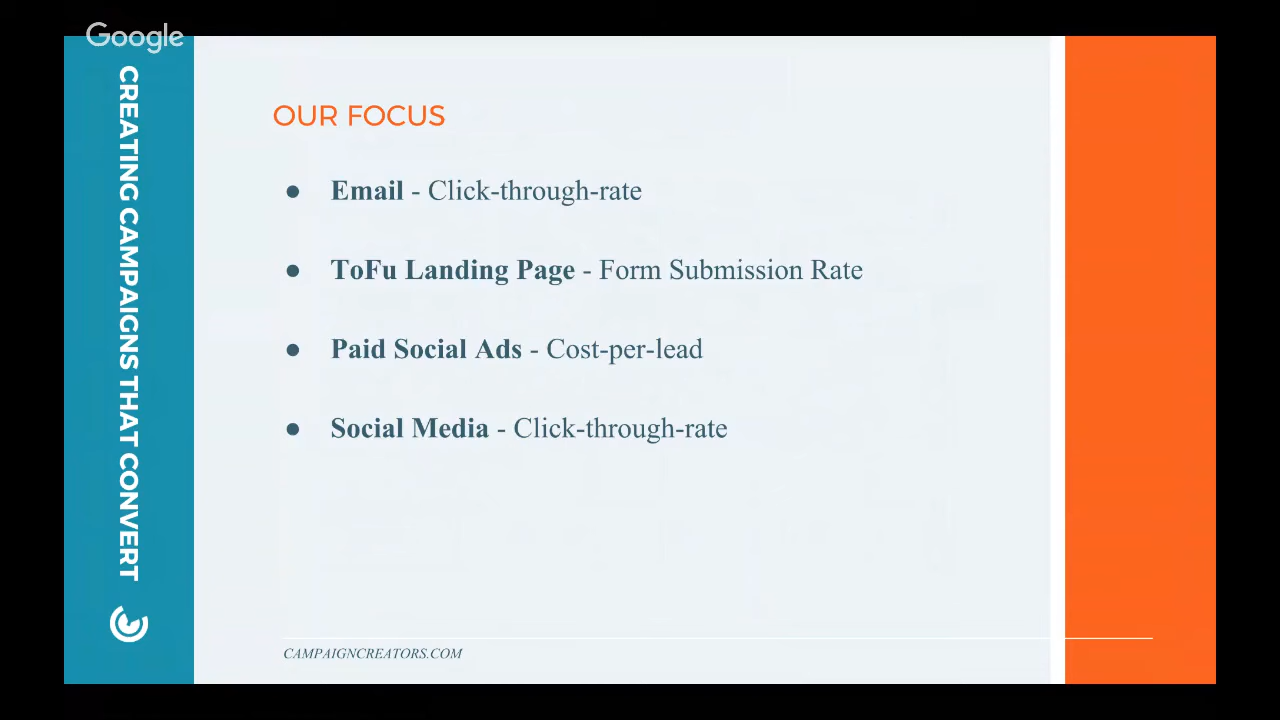 Google
CREATING CAMPAIGNS THAT CONVERT
OUR FOCUS
● Email - Click-through-rate
● ToFu Landing Page - Form Submission Rate
● Paid Social Ads - Cost-per-lead
● Social Media - Click-through-rate
CAMPAIGNCREATORS.COM